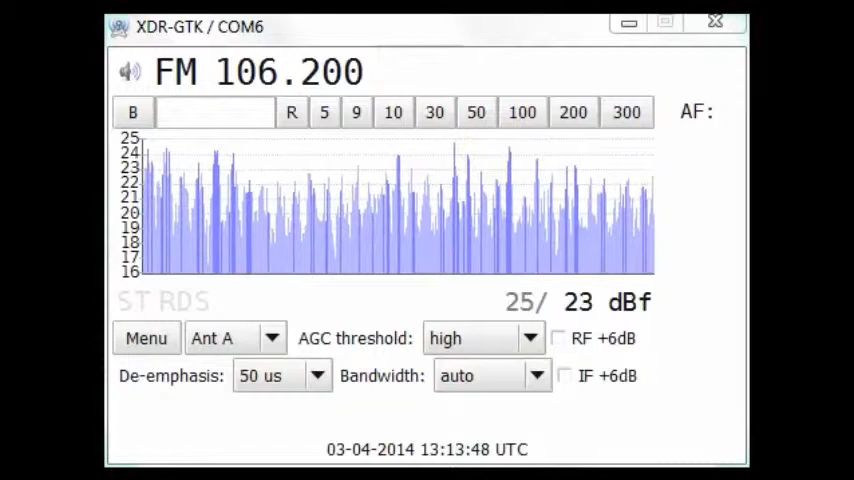 XDR-GTK / COM6
FM 106.200
B R 5 9 10 30 50 100 200 300 AF:
25
24
23
22
21
20
19
18
17
16
ST RDS 25/ 23 dBf
Menu Ant A AGC threshold: high RF +6dB
De-emphasis: 50 us Bandwidth: auto IF +6dB
03-04-2014 13:13:48 UTC